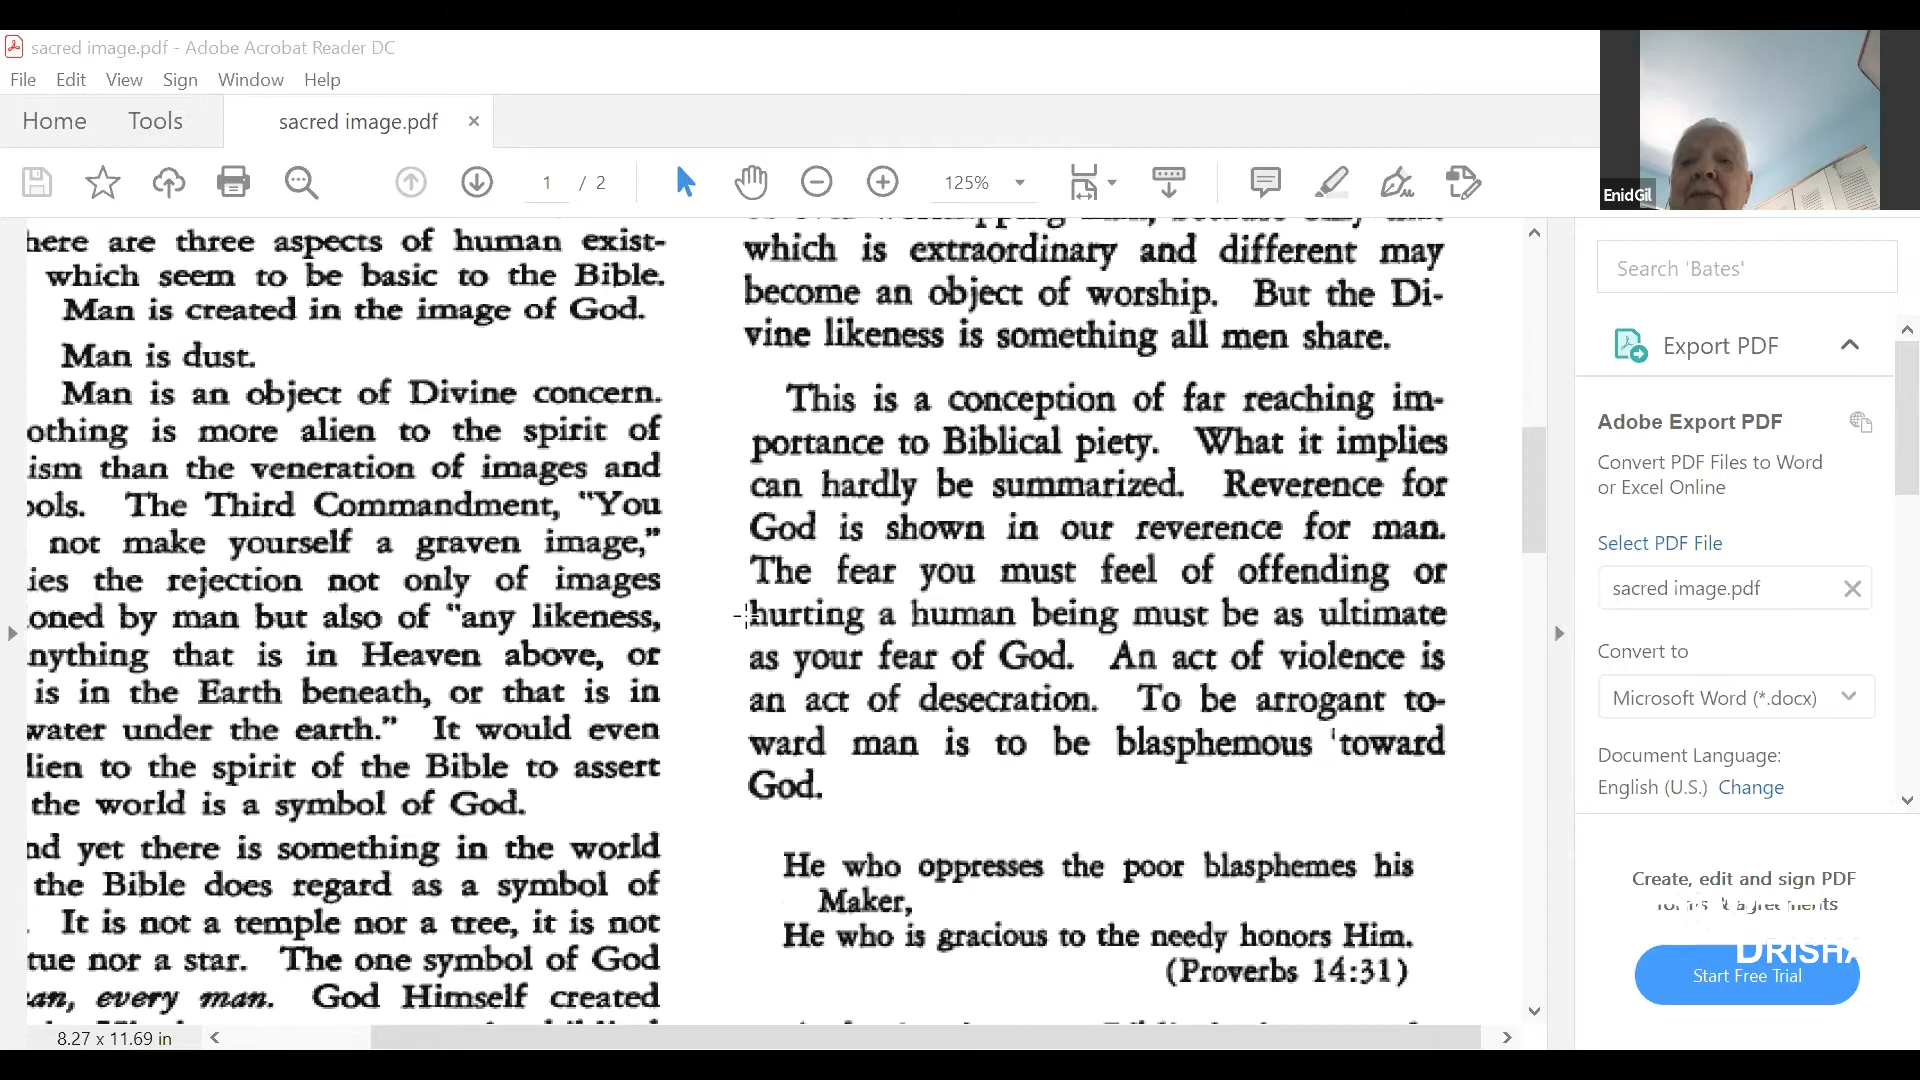 sacred image.pdf - Adobe Acrobat Reader DC
File Edit View Sign Window Help
Home Tools sacred image.pdf ×
1 / 2 125%
here are three aspects of human exist-
which seem to be basic to the Bible.
Man is created in the image of God.
Man is dust.
Man is an object of Divine concern.
othing is more alien to the spirit of
ism than the veneration of images and
ools. The Third Commandment, "You
not make yourself a graven image,"
ies the rejection not only of images
oned by man but also of "any likeness,
nything that is in Heaven above, or
is in the Earth beneath, or that is in
water under the earth." It would even
lien to the spirit of the Bible to assert
the world is a symbol of God.
nd yet there is something in the world
the Bible does regard as a symbol of
. It is not a temple nor a tree, it is not
tue nor a star. The one symbol of God
an, every man. God Himself created
which is extraordinary and different may
become an object of worship. But the Di-
vine likeness is something all men share.
This is a conception of far reaching im-
portance to Biblical piety. What it implies
can hardly be summarized. Reverence for
God is shown in our reverence for man.
The fear you must feel of offending or
hurting a human being must be as ultimate
as your fear of God. An act of violence is
an act of desecration. To be arrogant to-
ward man is to be blasphemous toward
God.
He who oppresses the poor blasphemes his
Maker,
He who is gracious to the needy honors Him.
(Proverbs 14:31)
8.27 x 11.69 in
EnidGil
Search 'Bates'
Export PDF
Adobe Export PDF
Convert PDF Files to Word
or Excel Online
Select PDF File
sacred image.pdf
Convert to
Microsoft Word (*.docx)
Document Language:
English (U.S.) Change
Create, edit and sign PDF
DRISHA
Start Free Trial